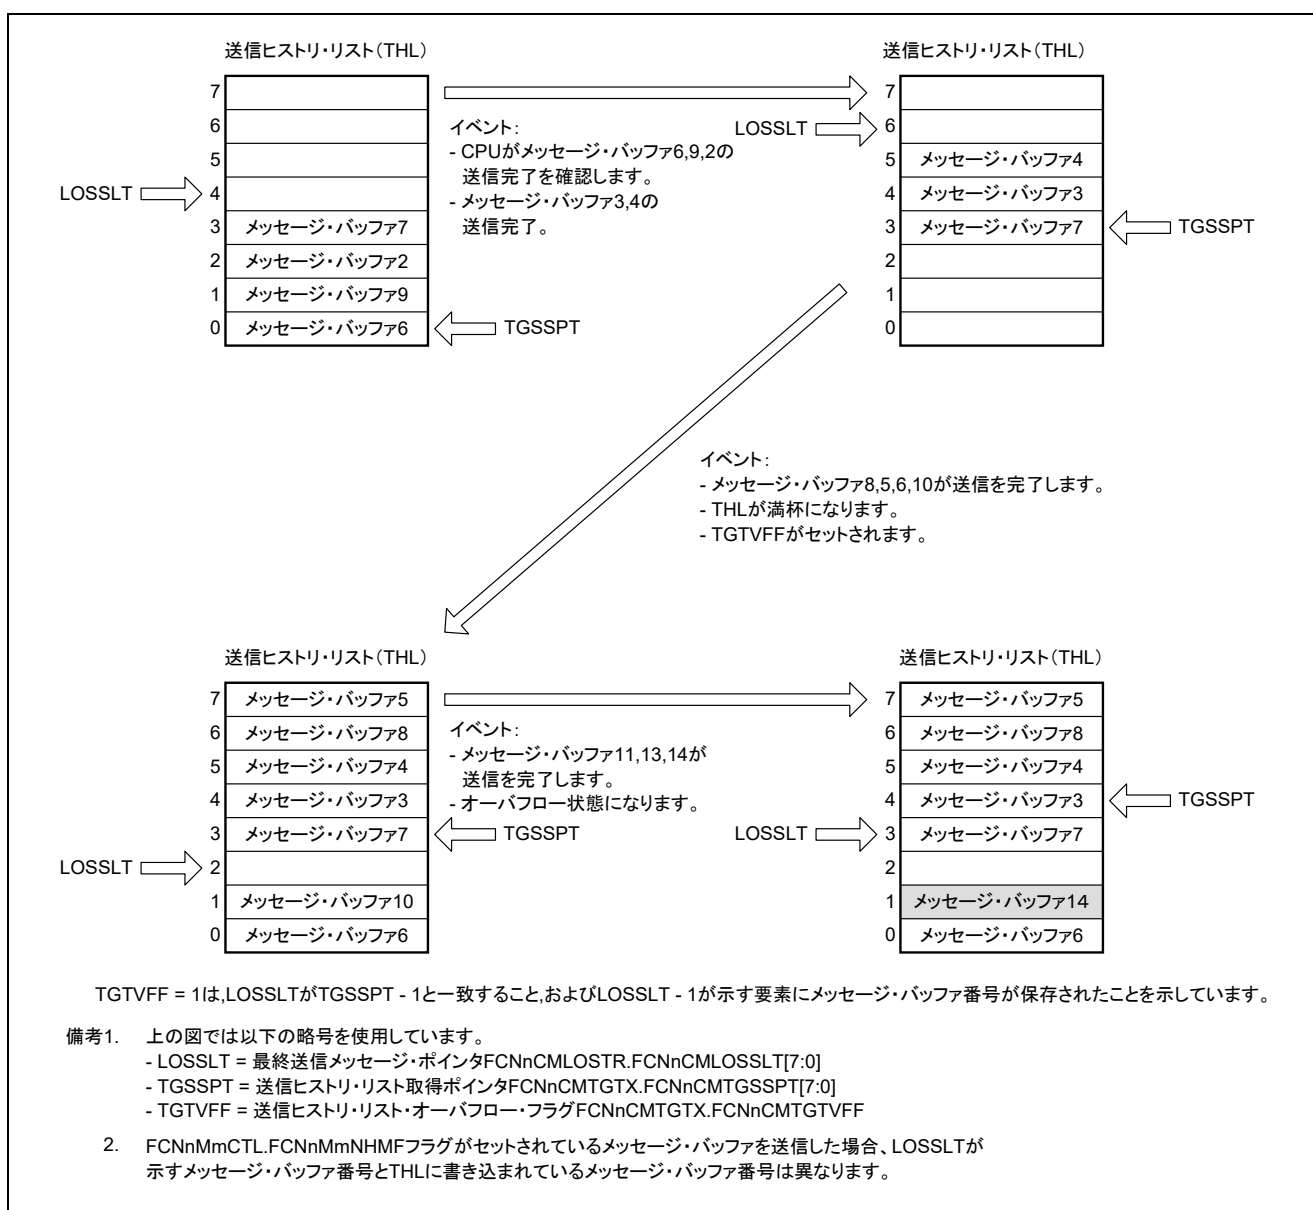 送信ヒストリ・リスト(THL)
7
6
5
4
3 メッセージ・バッファ7
2 メッセージ・バッファ2
1 メッセージ・バッファ9
0 メッセージ・バッファ6
LOSSLT
TGSSPT
イベント:
- CPUがメッセージ・バッファ6,9,2の
送信完了を確認します。
- メッセージ・バッファ3,4の
送信完了。
送信ヒストリ・リスト(THL)
7
6
5 メッセージ・バッファ4
4 メッセージ・バッファ3
3 メッセージ・バッファ7
2
1
0
LOSSLT
TGSSPT
イベント:
- メッセージ・バッファ8,5,6,10が送信を完了します。
- THLが満杯になります。
- TGTVFFがセットされます。
送信ヒストリ・リスト(THL)
7 メッセージ・バッファ5
6 メッセージ・バッファ8
5 メッセージ・バッファ4
4 メッセージ・バッファ3
3 メッセージ・バッファ7
2
1 メッセージ・バッファ10
0 メッセージ・バッファ6
LOSSLT
TGSSPT
イベント:
- メッセージ・バッファ11,13,14が
送信を完了します。
- オーバフロー状態になります。
送信ヒストリ・リスト(THL)
7 メッセージ・バッファ5
6 メッセージ・バッファ8
5 メッセージ・バッファ4
4 メッセージ・バッファ3
3 メッセージ・バッファ7
2
1 メッセージ・バッファ14
0 メッセージ・バッファ6
LOSSLT
TGSSPT
TGTVFF = 1は,LOSSLTがTGSSPT - 1と一致すること,およびLOSSLT - 1が示す要素にメッセージ・バッファ番号が保存されたことを示しています。
備考1. 上の図では以下の略号を使用しています。
- LOSSLT = 最終送信メッセージ・ポインタFCNnCMLOSTR.FCNnCMLOSSLT[7:0]
- TGSSPT = 送信ヒストリ・リスト取得ポインタFCNnCMTGTX.FCNnCMTGSSPT[7:0]
- TGTVFF = 送信ヒストリ・リスト・オーバフロー・フラグFCNnCMTGTX.FCNnCMTGTVFF
2. FCNnMmCTL.FCNnMmNHMFフラグがセットされているメッセージ・バッファを送信した場合、LOSSLTが
示すメッセージ・バッファ番号とTHLに書き込まれているメッセージ・バッファ番号は異なります。